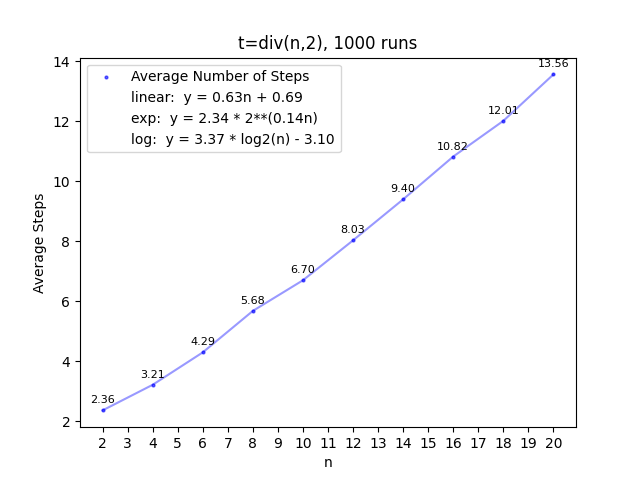 t=div(n,2), 1000 runs
Average Number of Steps
linear:  y = 0.63n + 0.69
exp:  y = 2.34 * 2**(0.14n)
log:  y = 3.37 * log2(n) - 3.10
Average Steps
14
12
10
8
6
4
2
2.36
3.21
4.29
5.68
6.70
8.03
9.40
10.82
12.01
13.56
2 3 4 5 6 7 8 9 10 11 12 13 14 15 16 17 18 19 20
n